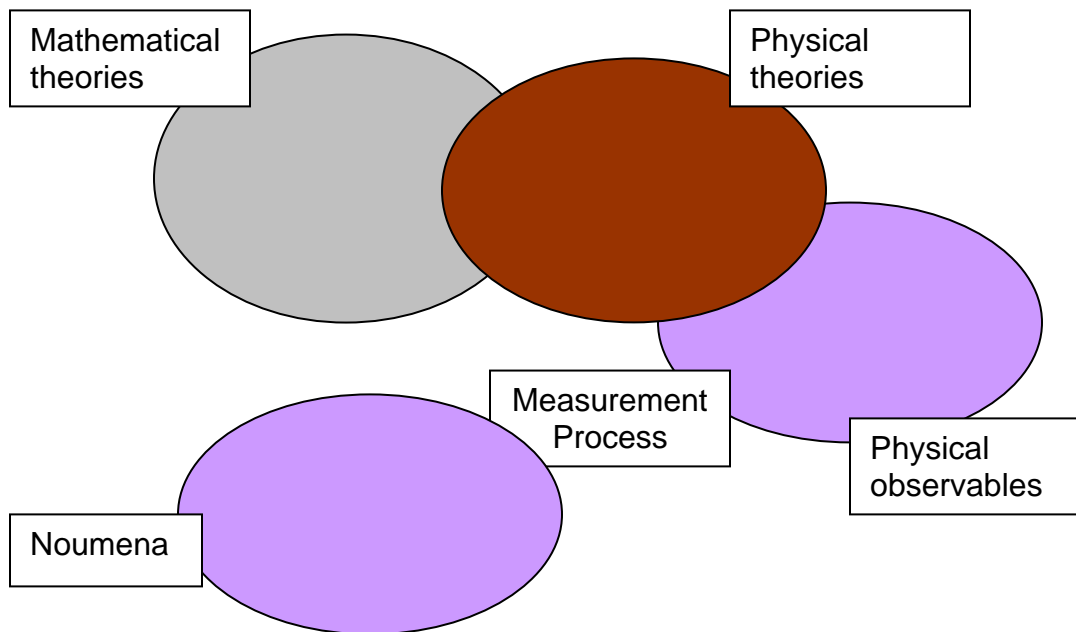 Mathematical
theories
Physical
theories
Measurement
Process
Physical
observables
Noumena